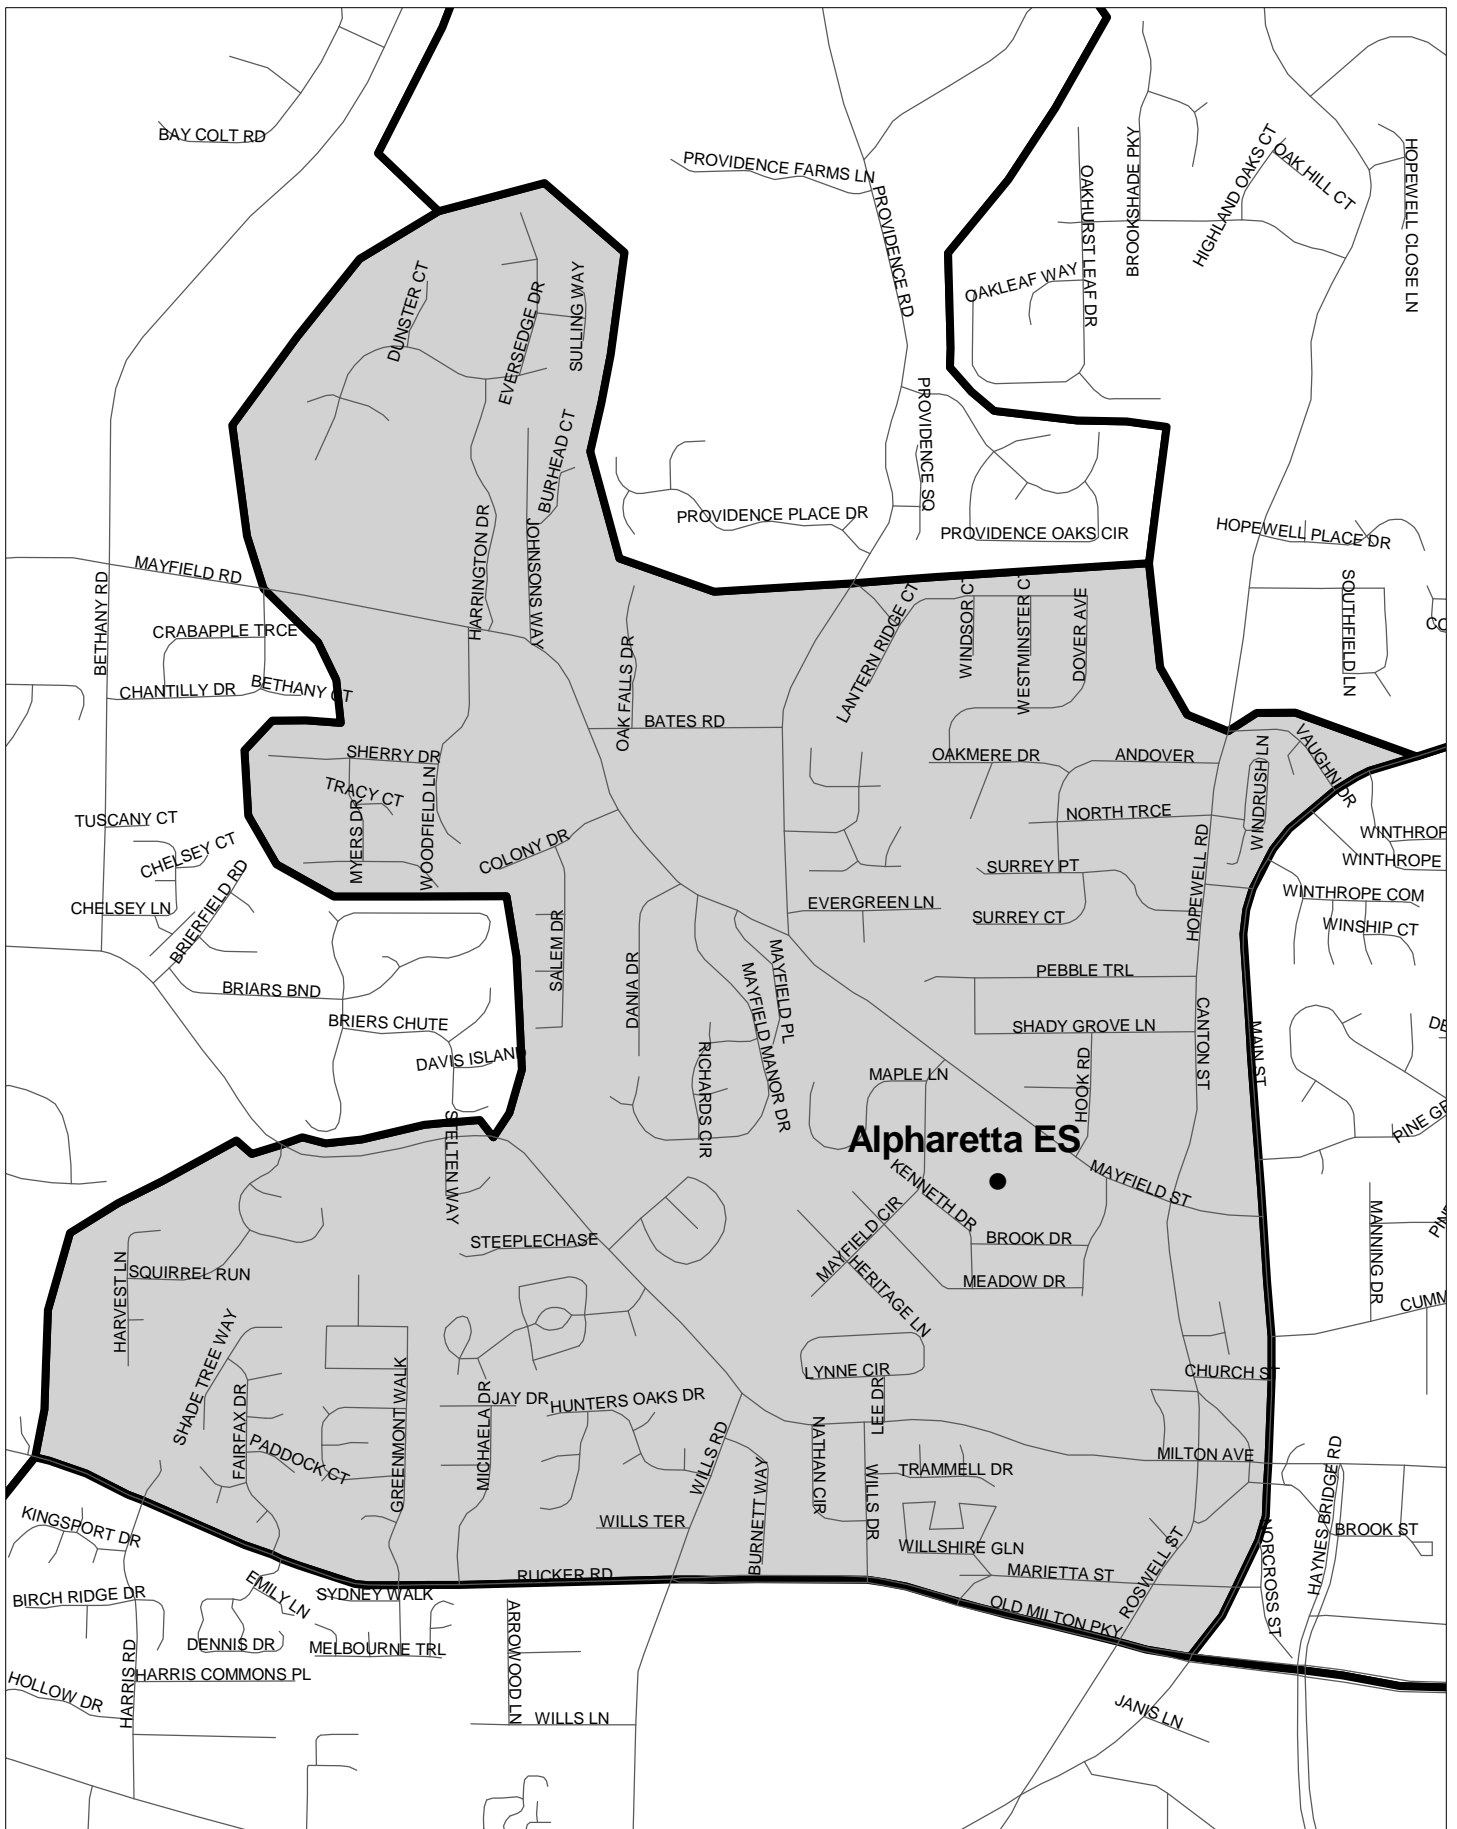 BAY COLT RD
PROVIDENCE FARMS LN
PROVIDENCE RD
OAKHURST LEAF DR
BROOKSHADE PKY
HIGHLAND OAKS CT
OAK HILL CT
HOPEWELL CLOSE LN
OAKLEAF WAY
DUNSTER CT
EVERSEDGE DR
SULLING WAY
BURHEAD CT
PROVIDENCE SQ
PROVIDENCE PLACE DR
PROVIDENCE OAKS CIR
HOPEWELL PLACE DR
HARRINGTON DR
JOHNSONS WAY
MAYFIELD RD
BETHANY RD
CRABAPPLE TRCE
CHANTILLY DR
BETHANY CT
OAK FALLS DR
LANTERN RIDGE CT
WINDSOR CT
WESTMINSTER CT
DOVER AVE
SOUTHFIELD LN
CO
BATES RD
SHERRY DR
TRACY CT
MYERS DR
WOODFIELD LN
COLONY DR
OAKMERE DR
ANDOVER
NORTH TRCE
WINDRUSH LN
VAUGHN DR
TUSCANY CT
CHELSEY CT
CHELSEY LN
BRIERFIELD RD
SURREY PT
SURREY CT
HOPEWELL RD
WINTHROP
WINTHROPE
WINTHROPE COM
WINSHIP CT
EVERGREEN LN
SALEM DR
DANIA DR
MAYFIELD PL
MAYFIELD MANOR DR
BRIARS BND
BRIERS CHUTE
DAVIS ISLAND
PEBBLE TRL
SHADY GROVE LN
CANTON ST
MAIN ST
DE
RICHARDS CIR
MAPLE LN
HOOK RD
PINE GR
STELTEN WAY
Alpharetta ES
KENNETH DR
MAYFIELD ST
MANNING DR
PINE
MAYFIELD CIR
BROOK DR
MEADOW DR
HERITAGE LN
STEEPLECHASE
SQUIRREL RUN
HARVEST LN
CUMM
SHADE TREE WAY
FAIRFAX DR
PADDOCK CT
GREENMONT WALK
MICHAELA DR
JAY DR
HUNTERS OAKS DR
WILLS RD
LYNNE CIR
LEE DR
CHURCH ST
NATHAN CIR
WILLS DR
TRAMMELL DR
MILTON AVE
BURNETT WAY
WILLS TER
WILLSHIRE GLN
MARIETTA ST
ROSWELL ST
NORCROSS ST
HAYNES BRIDGE RD
BROOK ST
KINGSPORT DR
BIRCH RIDGE DR
EMILY LN
SYDNEY WALK
RUCKER RD
OLD MILTON PKY
DENNIS DR
MELBOURNE TRL
HARRIS COMMONS PL
HARRIS RD
HOLLOW DR
ARROWOOD LN
WILLS LN
JANIS LN